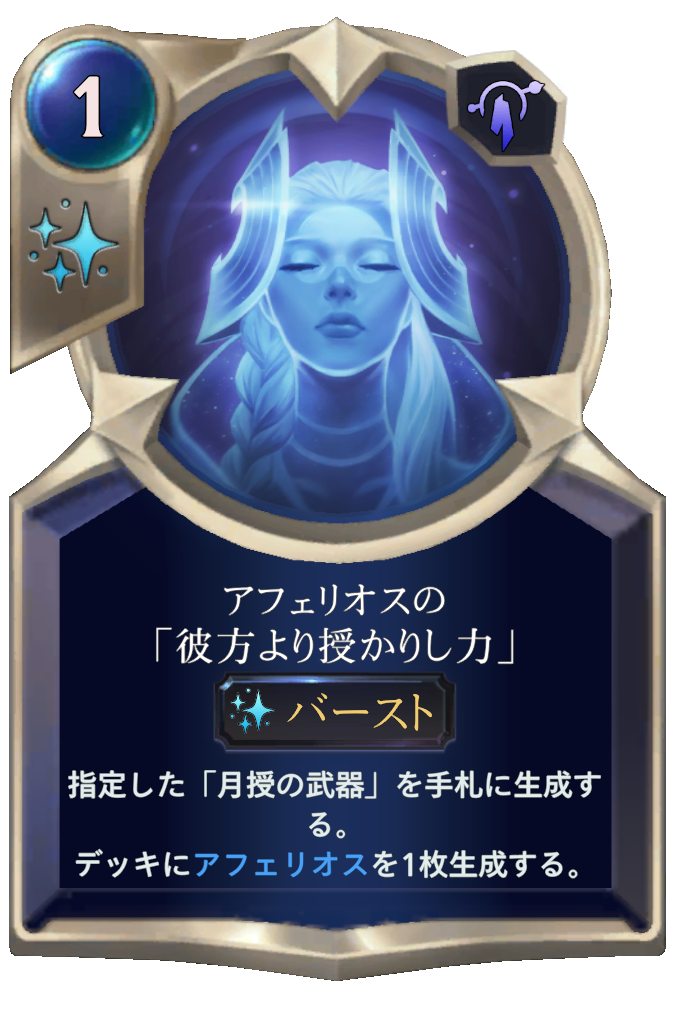 1
アフェリオスの
「彼方より授かりし力」
バースト
指定した「月授の武器」を手札に生成す
る。
デッキにアフェリオスを1枚生成する。